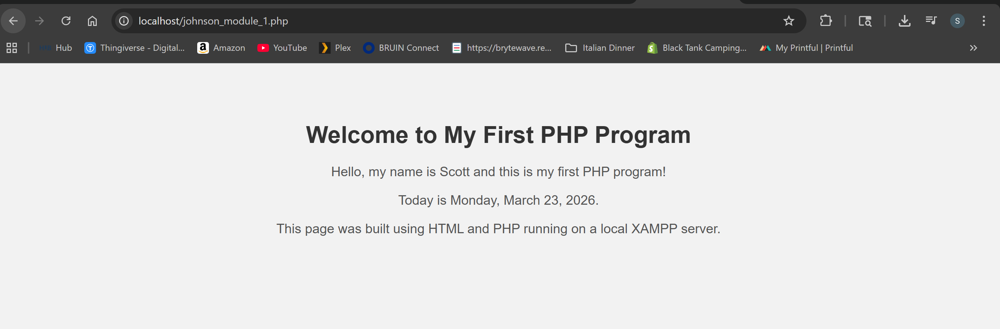 localhost/johnson_module_1.php
S
HUB Hub Thingiverse - Digital... Amazon YouTube Plex BRUIN Connect https://brytewave.re... Italian Dinner Black Tank Camping... My Printful | Printful
Welcome to My First PHP Program
Hello, my name is Scott and this is my first PHP program!
Today is Monday, March 23, 2026.
This page was built using HTML and PHP running on a local XAMPP server.